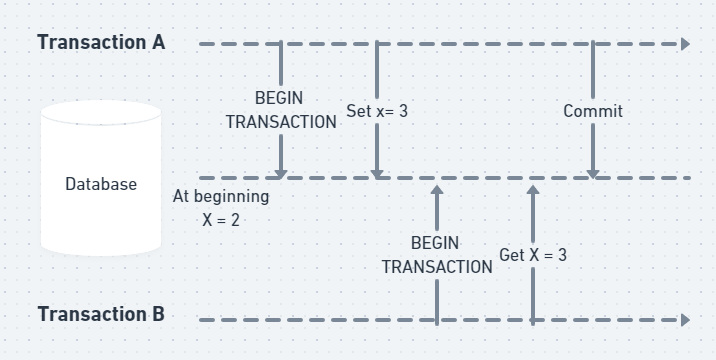 Transaction A
BEGIN
TRANSACTION
Set x= 3
Commit
Database
At beginning
X = 2
BEGIN
TRANSACTION
Get X = 3
Transaction B